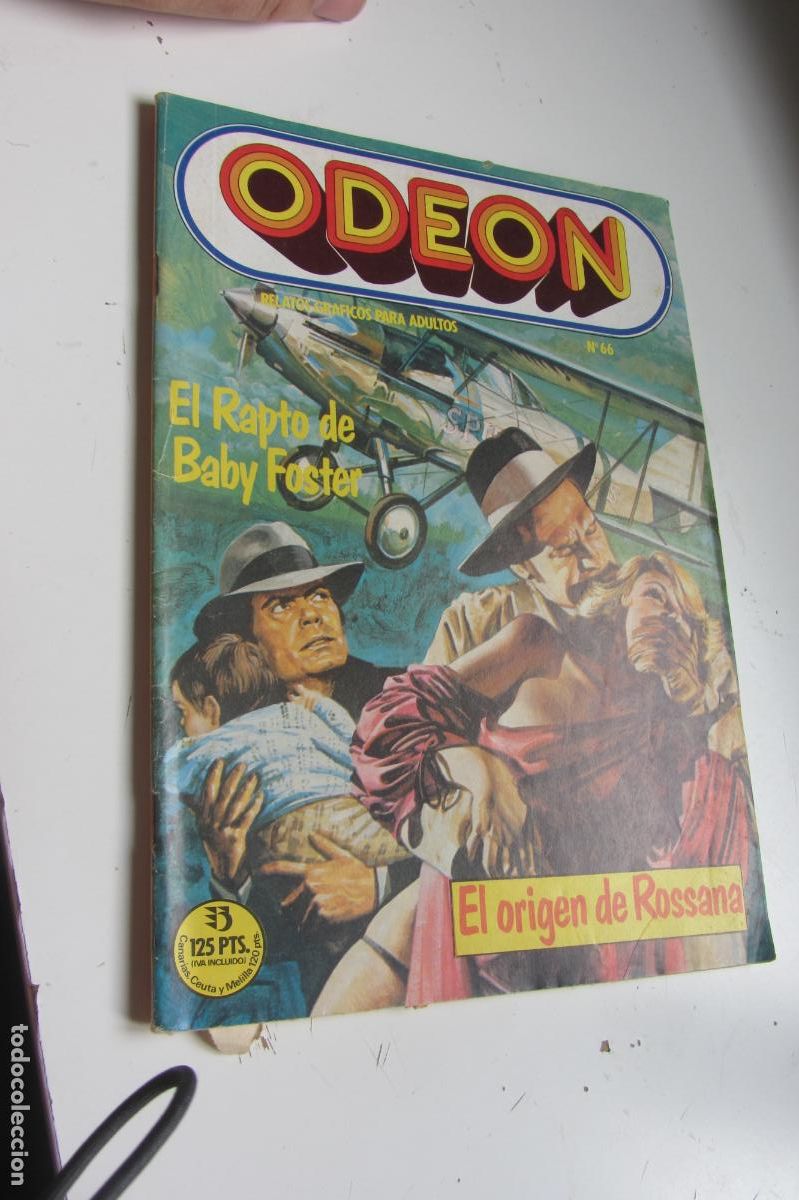 ODEON
RELATOS GRAFICOS PARA ADULTOS
Nº 66
El Rapto de
Baby Foster
El origen de Rossana
125 PTS.
(IVA INCLUIDO)
Canarias, Ceuta y Melilla 120 pts.
todocoleccion